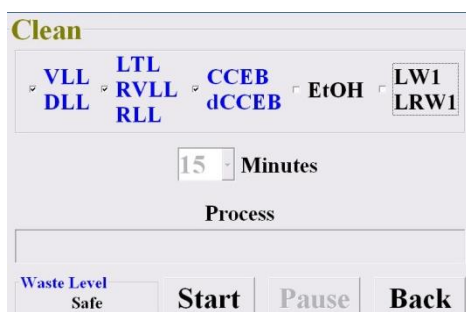 Clean
VLL DLL
LTL RVLL RLL
CCEB dCCEB
EtOH
LW1 LRW1
15 Minutes
Process
Waste Level
Safe
Start Pause Back